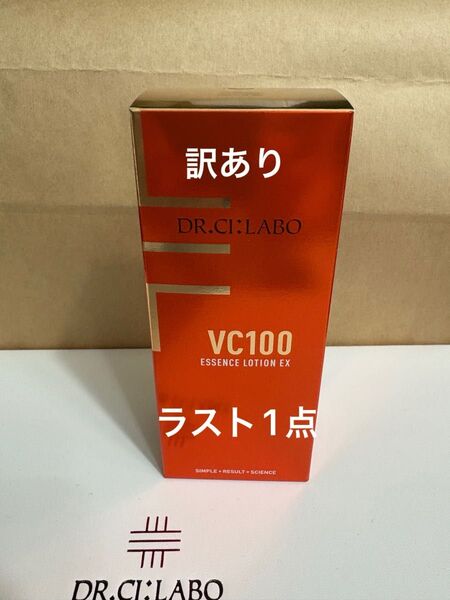 訳あり
DR.CI:LABO
VC100
ESSENCE LOTION EX
ラスト1点
SIMPLE + RESULT + SCIENCE
DR.CI:LABO